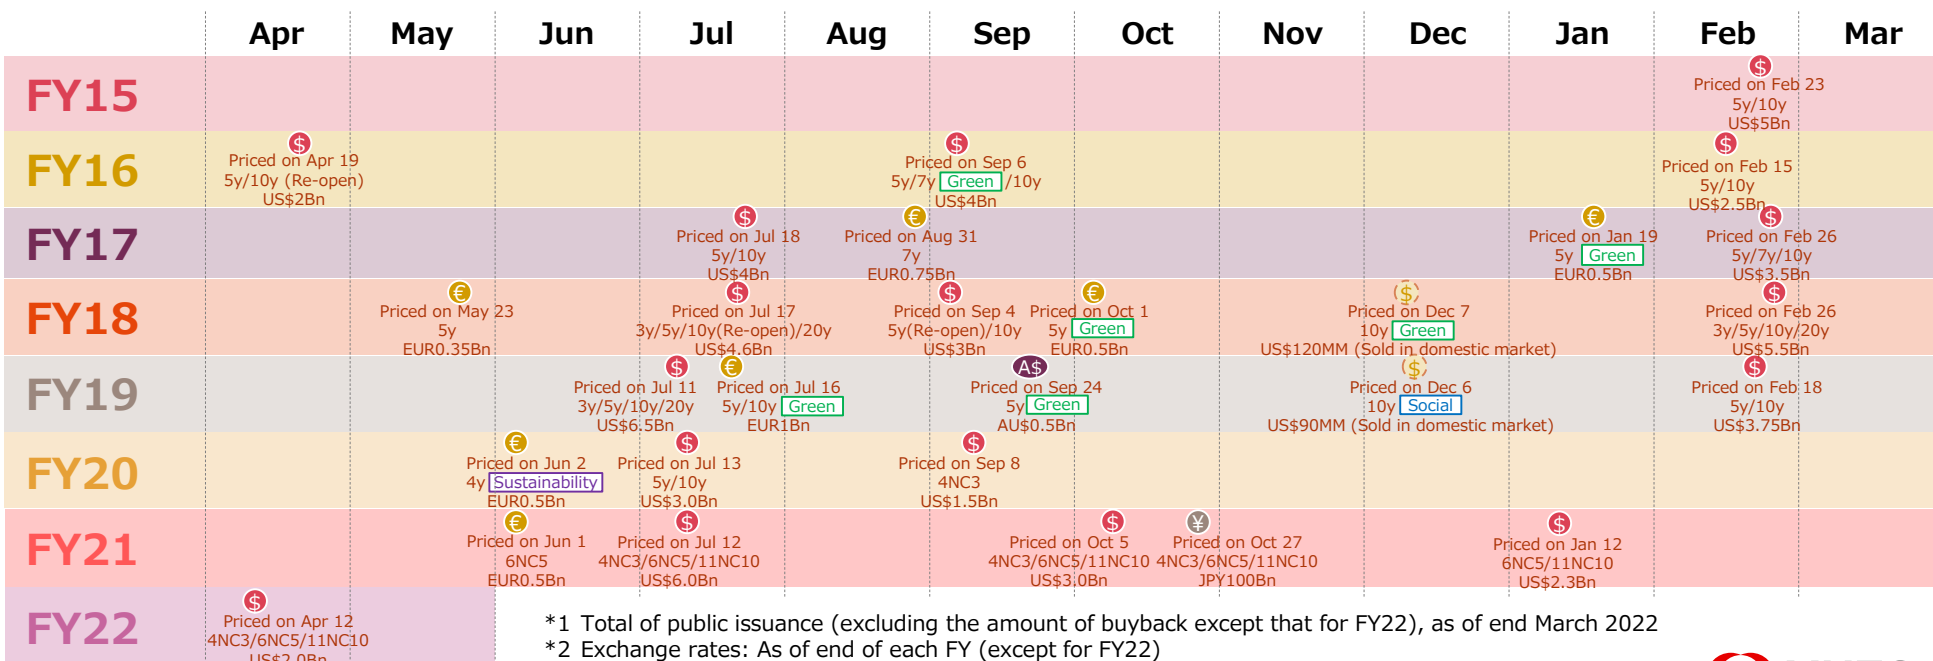 Apr May Jun Jul Aug Sep Oct Nov Dec Jan Feb Mar
FY15
$
Priced on Feb 23
5y/10y
US$5Bn
FY16
$
Priced on Apr 19
5y/10y (Re-open)
US$2Bn
$
Priced on Sep 6
5y/7y Green /10y
US$4Bn
$
Priced on Feb 15
5y/10y
US$2.5Bn
FY17
$
Priced on Jul 18
5y/10y
US$4Bn
€
Priced on Aug 31
7y
EUR0.75Bn
€
Priced on Jan 19
5y Green
EUR0.5Bn
$
Priced on Feb 26
5y/7y/10y
US$3.5Bn
FY18
€
Priced on May 23
5y
EUR0.35Bn
$
Priced on Jul 17
3y/5y/10y(Re-open)/20y
US$4.6Bn
$
Priced on Sep 4
5y(Re-open)/10y
US$3Bn
€
Priced on Oct 1
5y Green
EUR0.5Bn
$
Priced on Dec 7
10y Green
US$120MM (Sold in domestic market)
$
Priced on Feb 26
3y/5y/10y/20y
US$5.5Bn
FY19
$
Priced on Jul 11
3y/5y/10y/20y
US$6.5Bn
€
Priced on Jul 16
5y/10y Green
EUR1Bn
A$
Priced on Sep 24
5y Green
AU$0.5Bn
$
Priced on Dec 6
10y Social
US$90MM (Sold in domestic market)
$
Priced on Feb 18
5y/10y
US$3.75Bn
FY20
€
Priced on Jun 2
4y Sustainability
EUR0.5Bn
$
Priced on Jul 13
5y/10y
US$3.0Bn
$
Priced on Sep 8
4NC3
US$1.5Bn
FY21
€
Priced on Jun 1
6NC5
EUR0.5Bn
$
Priced on Jul 12
4NC3/6NC5/11NC10
US$6.0Bn
$
Priced on Oct 5
4NC3/6NC5/11NC10
US$3.0Bn
¥
Priced on Oct 27
4NC3/6NC5/11NC10
JPY100Bn
$
Priced on Jan 12
6NC5/11NC10
US$2.3Bn
FY22
$
Priced on Apr 12
4NC3/6NC5/11NC10
US$2.0Bn
*1 Total of public issuance (excluding the amount of buyback except that for FY22), as of end March 2022
*2 Exchange rates: As of end of each FY (except for FY22)